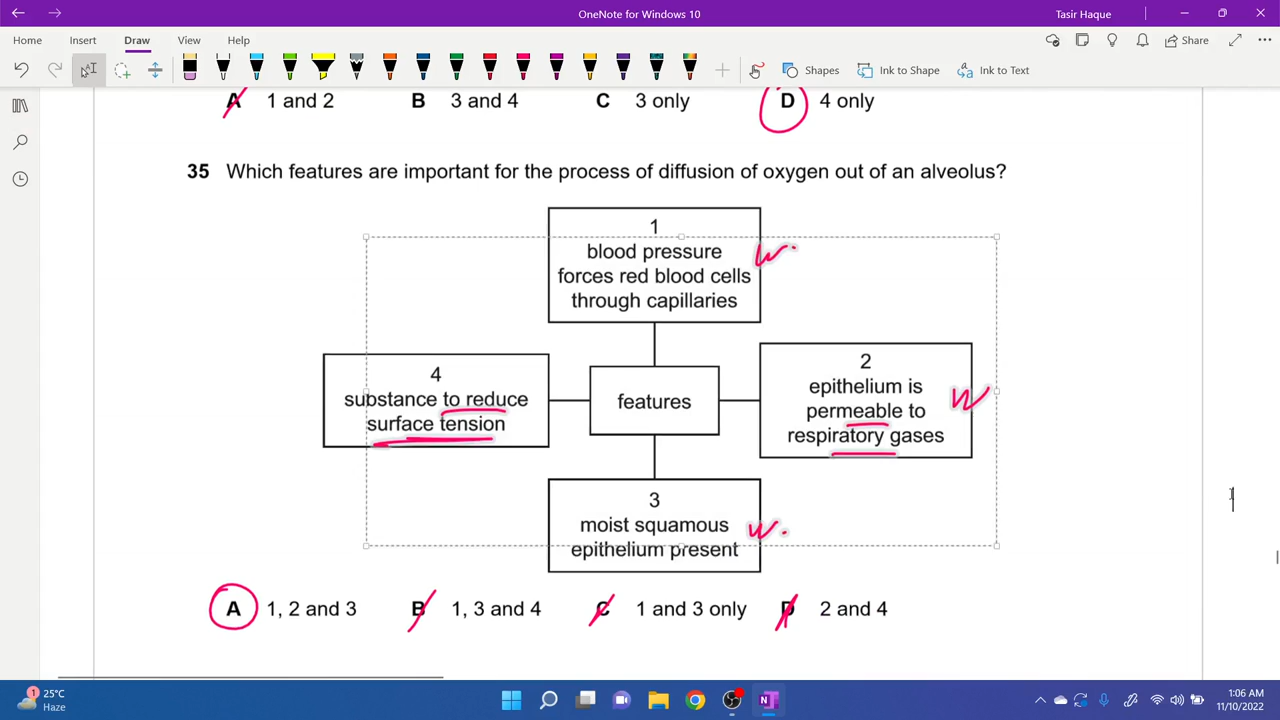 OneNote for Windows 10
Tasir Haque
Home Insert Draw View Help
Share
Shapes Ink to Shape Ink to Text
A 1 and 2 B 3 and 4 C 3 only D 4 only
35 Which features are important for the process of diffusion of oxygen out of an alveolus?
1
blood pressure
forces red blood cells
through capillaries
4
substance to reduce
surface tension
features
2
epithelium is
permeable to
respiratory gases
3
moist squamous
epithelium present
A 1, 2 and 3 B 1, 3 and 4 C 1 and 3 only D 2 and 4
1
25°C
Haze
1:06 AM
11/10/2022